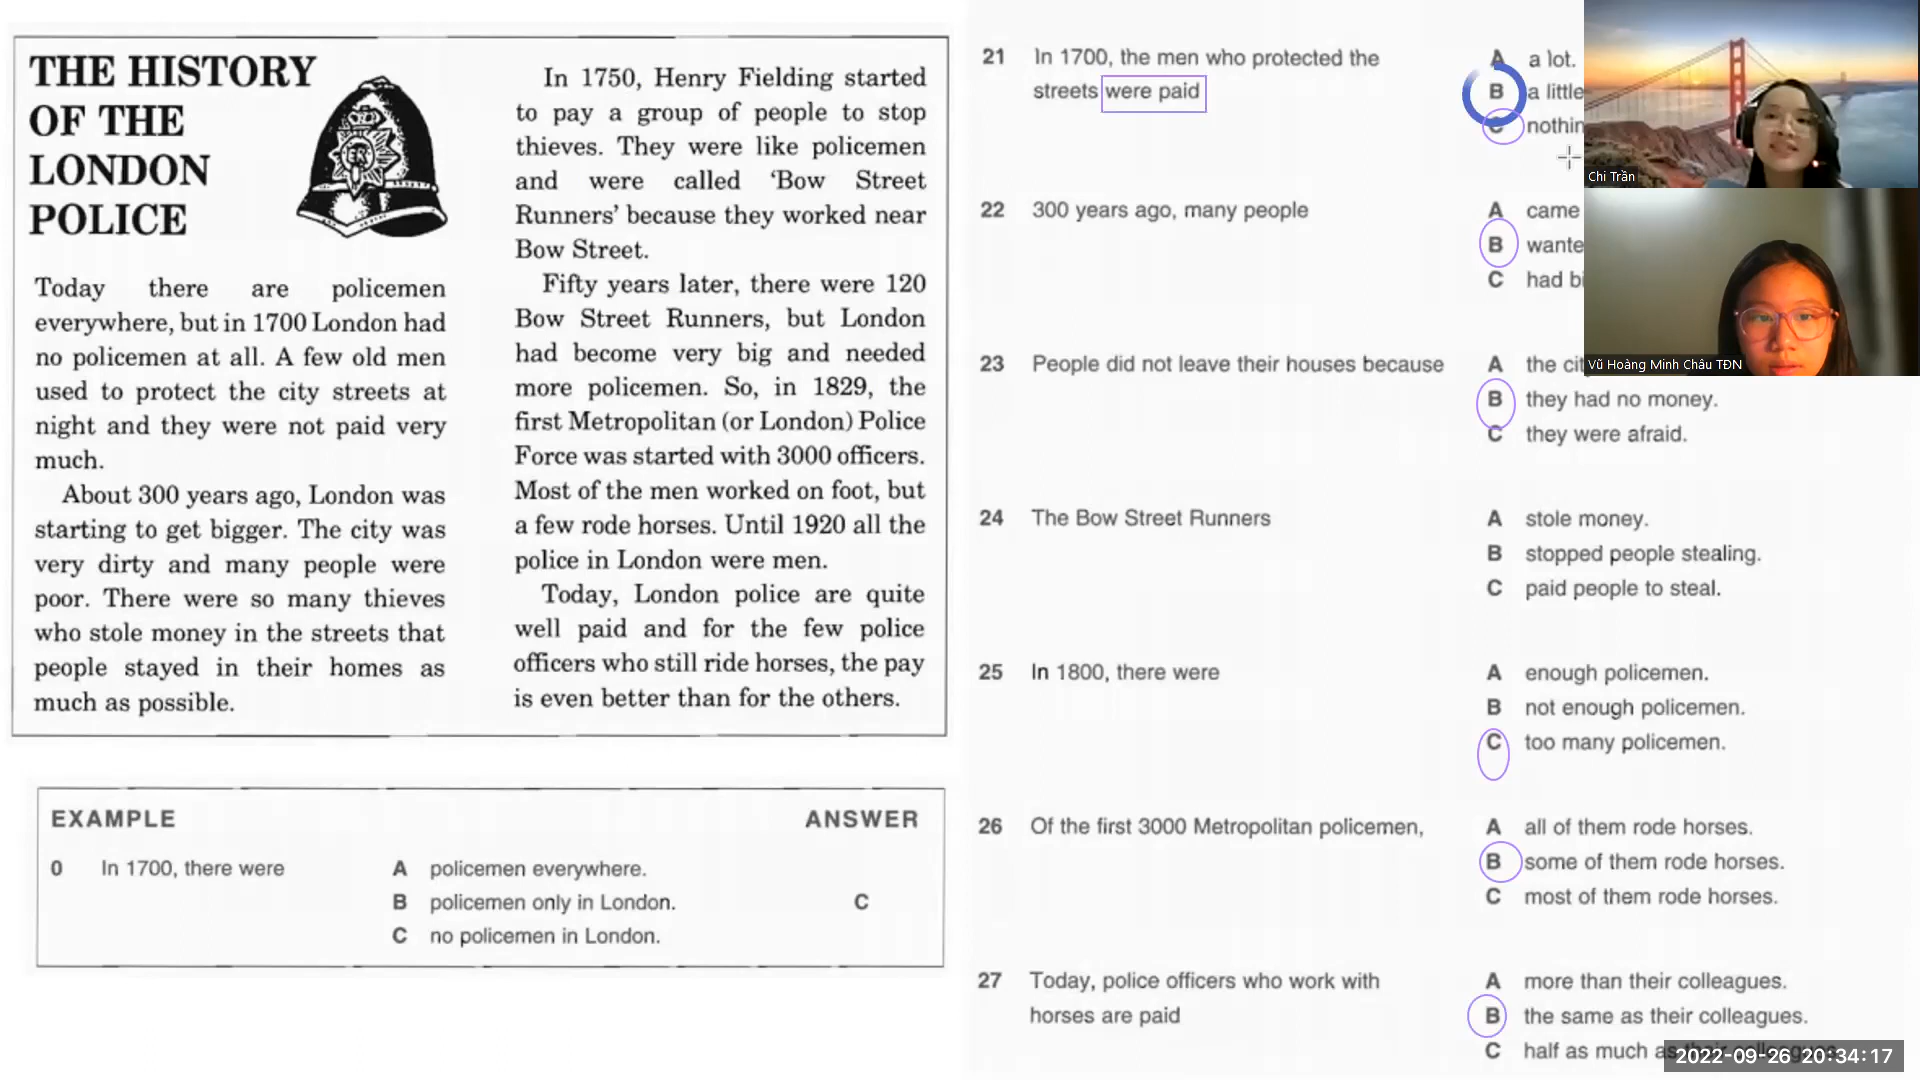 THE HISTORY
OF THE
LONDON
POLICE
Today there are policemen
everywhere, but in 1700 London had
no policemen at all. A few old men
used to protect the city streets at
night and they were not paid very
much.
About 300 years ago, London was
starting to get bigger. The city was
very dirty and many people were
poor. There were so many thieves
who stole money in the streets that
people stayed in their homes as
much as possible.
In 1750, Henry Fielding started
to pay a group of people to stop
thieves. They were like policemen
and were called ‘Bow Street
Runners’ because they worked near
Bow Street.
Fifty years later, there were 120
Bow Street Runners, but London
had become very big and needed
more policemen. So, in 1829, the
first Metropolitan (or London) Police
Force was started with 3000 officers.
Most of the men worked on foot, but
a few rode horses. Until 1920 all the
police in London were men.
Today, London police are quite
well paid and for the few police
officers who still ride horses, the pay
is even better than for the others.
EXAMPLE ANSWER
0 In 1700, there were A policemen everywhere.
B policemen only in London. C
C no policemen in London.
21 In 1700, the men who protected the A a lot.
streets were paid B a little
C nothin
22 300 years ago, many people A came
B wante
C had bi
23 People did not leave their houses because A the cit
B they had no money.
C they were afraid.
24 The Bow Street Runners A stole money.
B stopped people stealing.
C paid people to steal.
25 In 1800, there were A enough policemen.
B not enough policemen.
C too many policemen.
26 Of the first 3000 Metropolitan policemen, A all of them rode horses.
B some of them rode horses.
C most of them rode horses.
27 Today, police officers who work with A more than their colleagues.
horses are paid B the same as their colleagues.
C half as much as
Chi Trần
Vũ Hoàng Minh Châu TĐN
2022-09-26 20:34:17